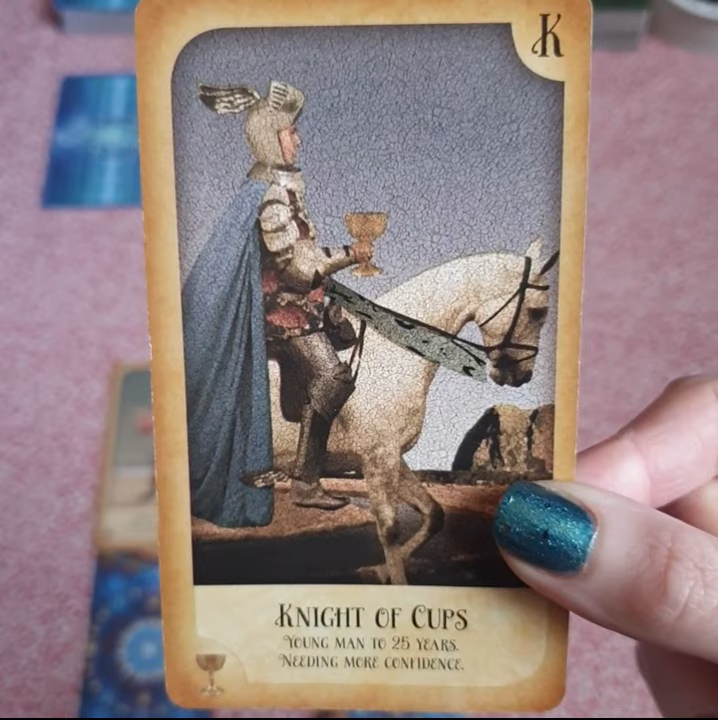 K
Knight of Cups
Young man to 25 years.
Needing more confidence.